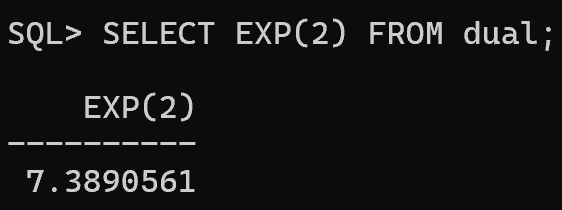 SQL> SELECT EXP(2) FROM dual;
EXP(2)
----------
7.3890561